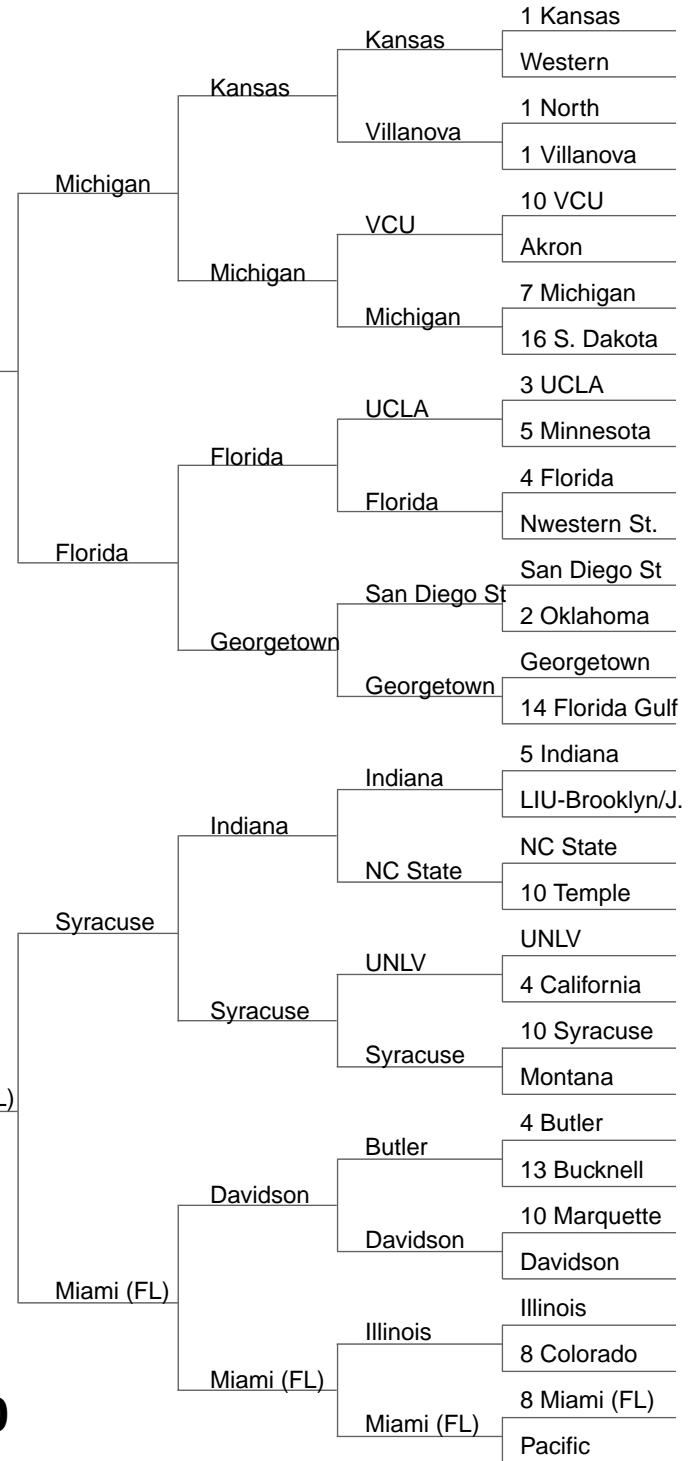 1 Kansas
Kansas
Western
Kansas
1 North
Villanova
1 Villanova
Michigan
10 VCU
VCU
Akron
Michigan
7 Michigan
Michigan
16 S. Dakota
3 UCLA
UCLA
5 Minnesota
Florida
4 Florida
Florida
Nwestern St.
Florida
San Diego St
San Diego St
2 Oklahoma
Georgetown
Georgetown
Georgetown
14 Florida Gulf
5 Indiana
Indiana
LIU-Brooklyn/J.
Indiana
NC State
NC State
10 Temple
Syracuse
UNLV
UNLV
4 California
Syracuse
10 Syracuse
Syracuse
Montana
L)
4 Butler
Butler
13 Bucknell
Davidson
10 Marquette
Davidson
Davidson
Miami (FL)
Illinois
Illinois
8 Colorado
Miami (FL)
8 Miami (FL)
Miami (FL)
Pacific